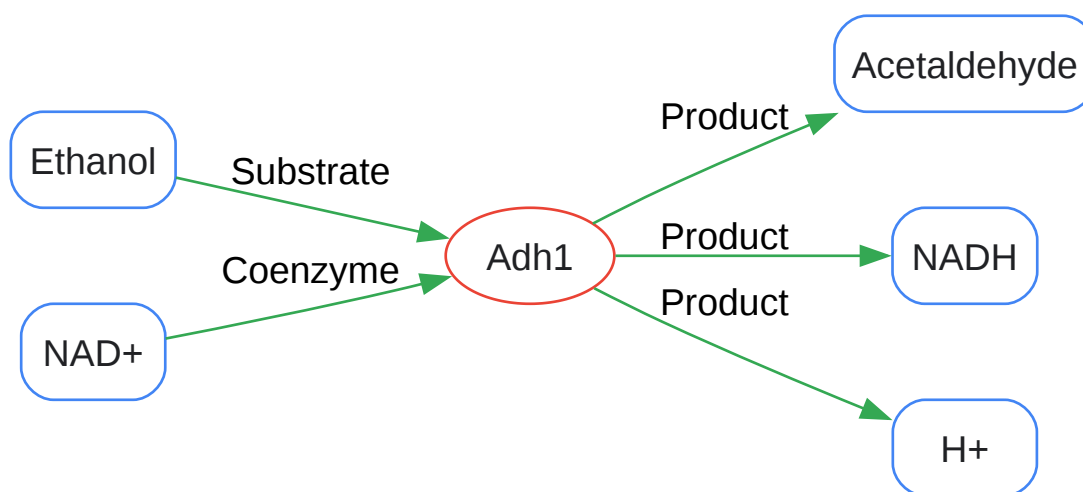 Acetaldehyde
Product
Ethanol
Substrate
Product
Adh1
NADH
Coenzyme
Product
NAD+
H+